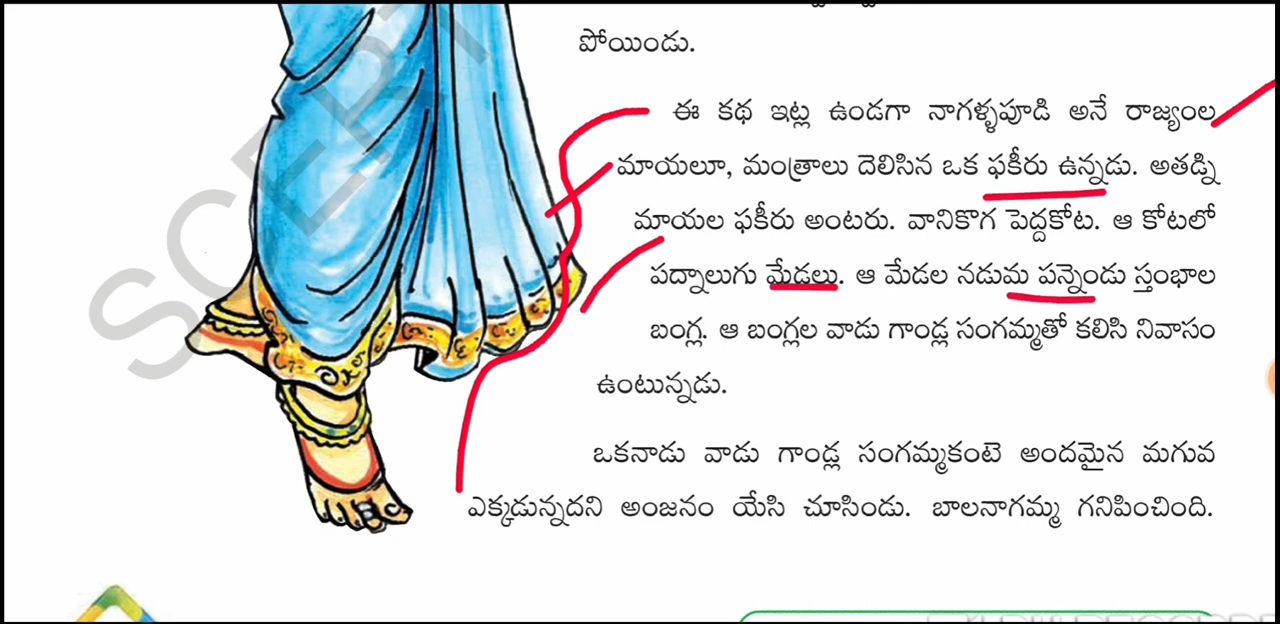 పోయిండు.
ఈ కథ ఇట్ల ఉండగా నాగళ్ళపూడి అనే రాజ్యంల
మాయలూ, మంత్రాలు దెలిసిన ఒక ఫకీరు ఉన్నడు. అతడ్ని
మాయల ఫకీరు అంటరు. వానికొగ పెద్దకోట. ఆ కోటలో
పద్నాలుగు మేడలు. ఆ మేడల నడుమ పన్నెండు స్తంభాల
బంగ్ల. ఆ బంగ్లల వాడు గాండ్ల సంగమ్మతో కలిసి నివాసం
ఉంటున్నడు.
ఒకనాడు వాడు గాండ్ల సంగమ్మకంటె అందమైన మగువ
ఎక్కడున్నదని అంజనం యేసి చూసిండు. బాలనాగమ్మ గనిపించింది.
SCERT